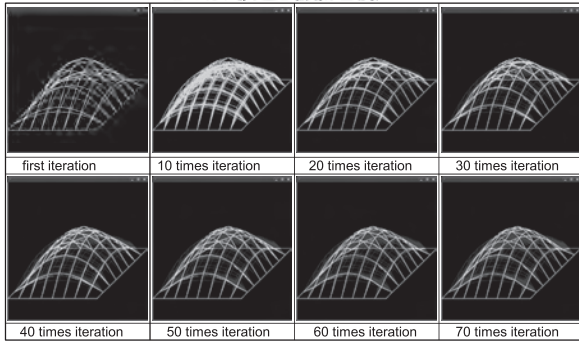 first iteration
10 times iteration
20 times iteration
30 times iteration
40 times iteration
50 times iteration
60 times iteration
70 times iteration